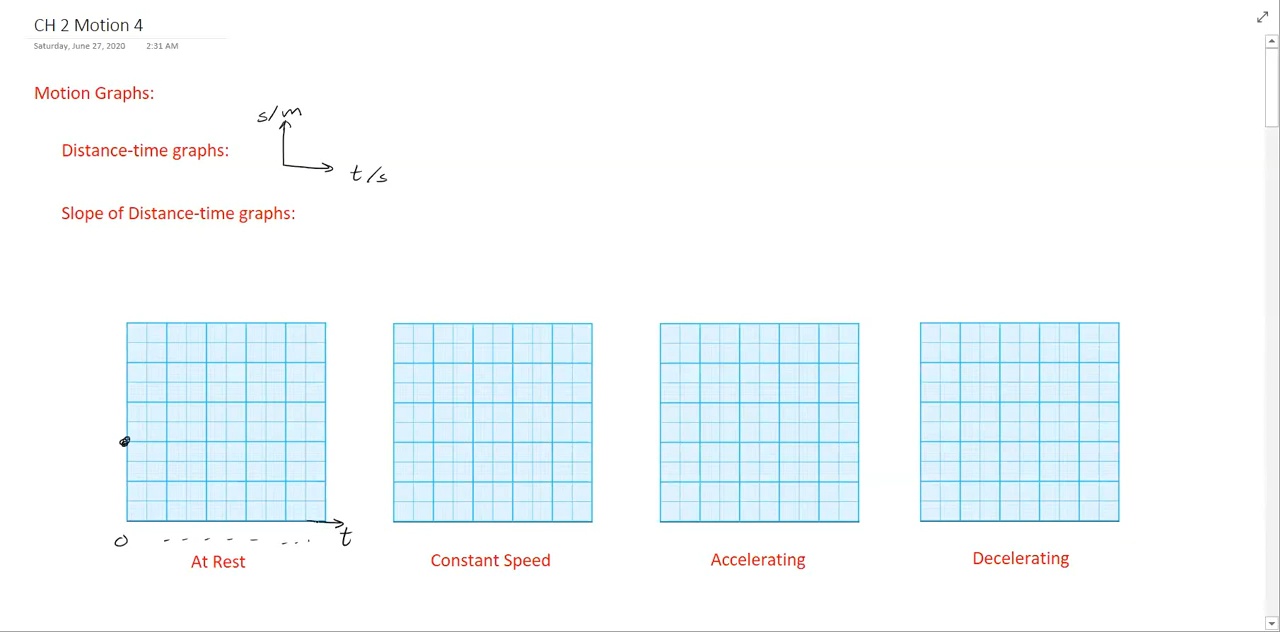 CH 2 Motion 4
Saturday, June 27, 2020 2:31 AM
Motion Graphs:
s/m
Distance-time graphs:
t/s
Slope of Distance-time graphs:
0 t
At Rest Constant Speed Accelerating Decelerating